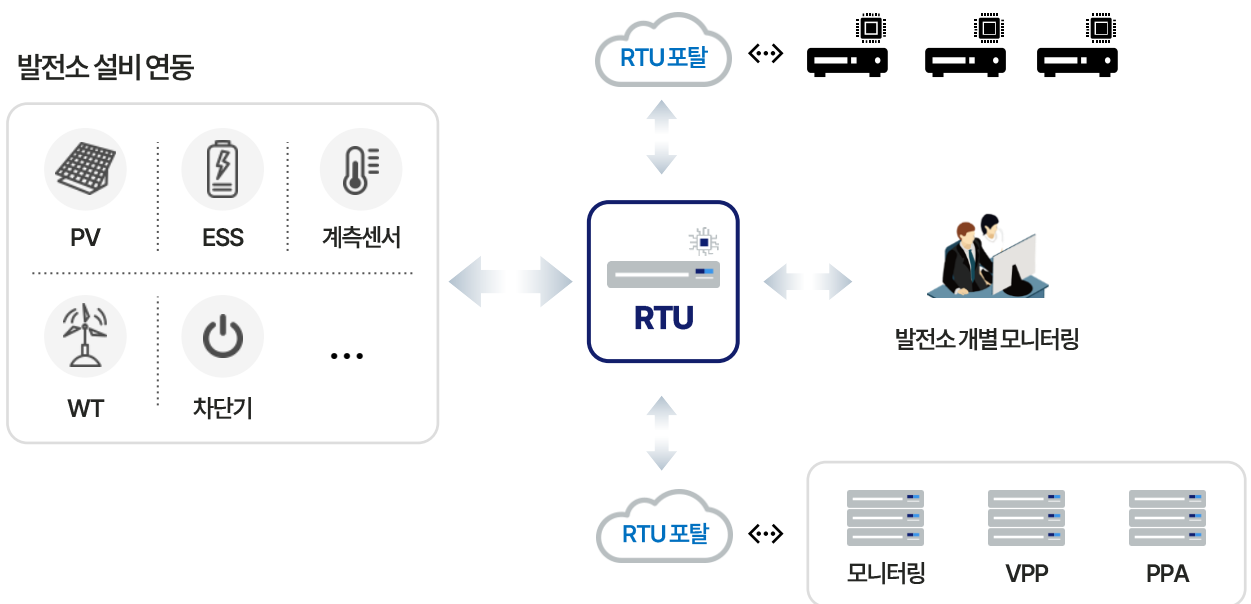 발전소 설비 연동
RTU 포탈
PV
ESS
계측센서
WT
차단기
...
RTU
발전소 개별 모니터링
RTU 포탈
모니터링
VPP
PPA